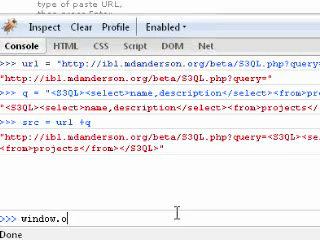 type of paste URL,
Inspect Clear Profile Enabled
Console HTML CSS Script DOM
>>> url = "http://ibl.mdanderson.org/beta/S3QL.php?query=
"http://ibl.mdanderson.org/beta/S3QL.php?query="
>>> q = "<S3QL><select>name,description</select><from>project
"<S3QL><select>name,description</select><from>projects</
>>> src = url +q
"http://ibl.mdanderson.org/beta/S3QL.php?query=<S3QL><se
<from>projects</from></S3QL>"
>>> window.o
Done